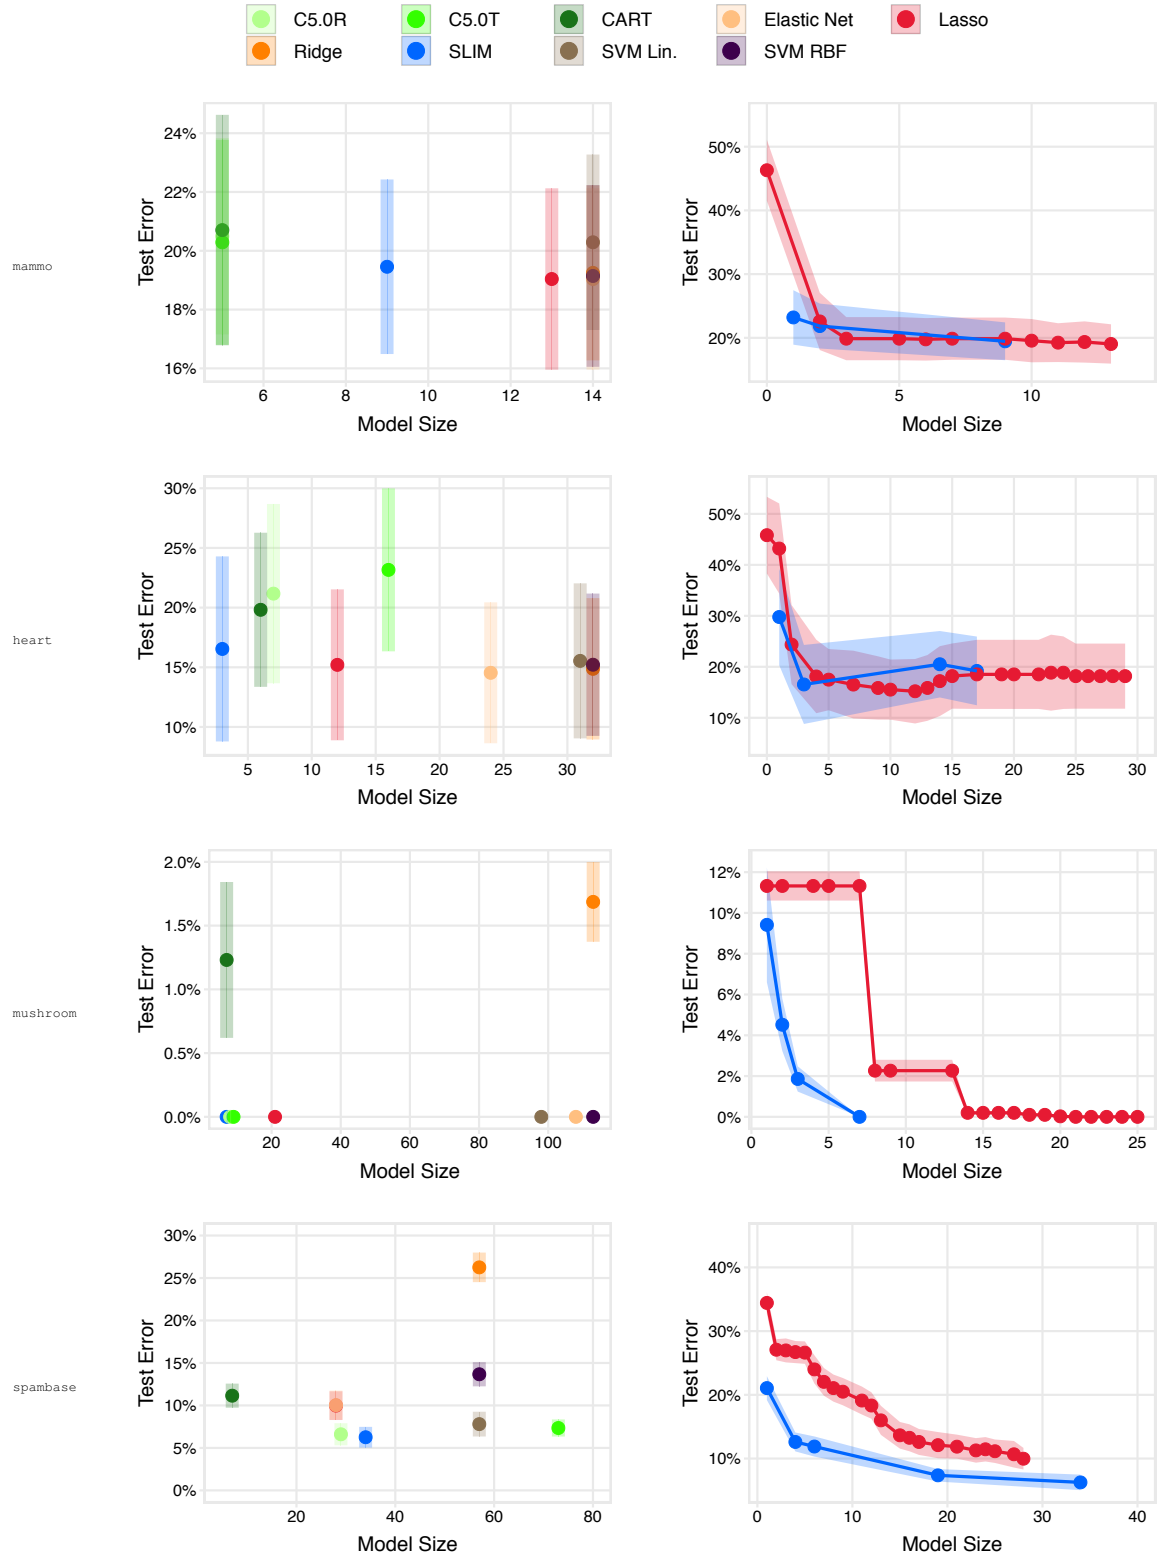 C5.0R C5.0T CART Elastic Net Lasso
Ridge SLIM SVM Lin. SVM RBF
mammo
Test Error
24%
22%
20%
18%
16%
6 8 10 12 14
Model Size
Test Error
50%
40%
30%
20%
0 5 10
Model Size
heart
Test Error
30%
25%
20%
15%
10%
5 10 15 20 25 30
Model Size
Test Error
50%
40%
30%
20%
10%
0 5 10 15 20 25 30
Model Size
mushroom
Test Error
2.0%
1.5%
1.0%
0.5%
0.0%
20 40 60 80 100
Model Size
Test Error
12%
10%
8%
6%
4%
2%
0%
0 5 10 15 20 25
Model Size
spambase
Test Error
30%
25%
20%
15%
10%
5%
0%
20 40 60 80
Model Size
Test Error
40%
30%
20%
10%
0 10 20 30 40
Model Size